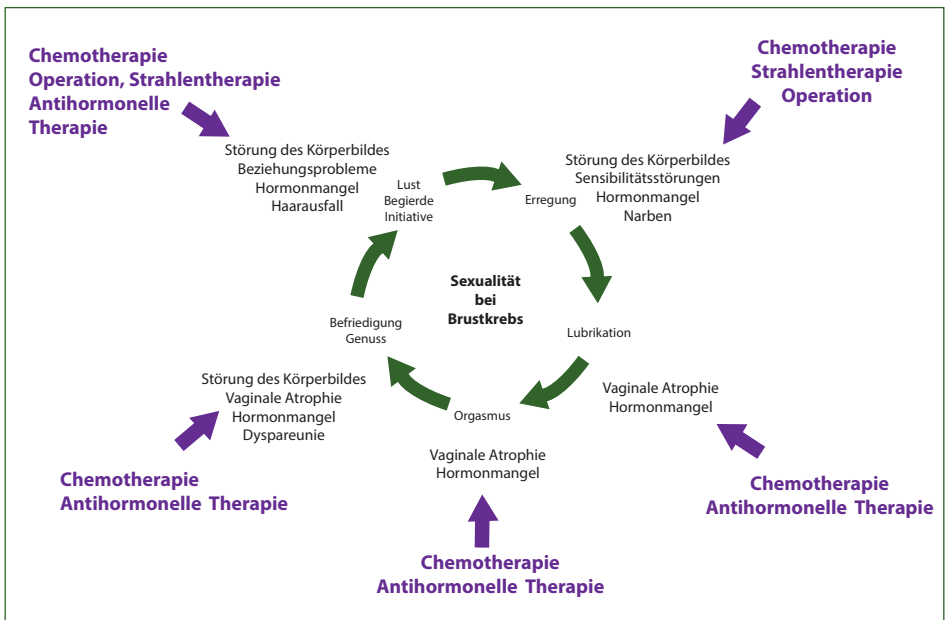 Chemotherapie
Operation, Strahlentherapie
Antihormonelle
Therapie
Chemotherapie
Strahlentherapie
Operation
Störung des Körperbildes
Beziehungsprobleme
Hormonmangel
Haarausfall
Lust
Begierde
Initiative
Erregung
Störung des Körperbildes
Sensibilitätsstörungen
Hormonmangel
Narben
Sexualität
bei
Brustkrebs
Befriedigung
Genuss
Lubrikation
Störung des Körperbildes
Vaginale Atrophie
Hormonmangel
Dyspareunie
Orgasmus
Vaginale Atrophie
Hormonmangel
Vaginale Atrophie
Hormonmangel
Chemotherapie
Antihormonelle Therapie
Chemotherapie
Antihormonelle Therapie
Chemotherapie
Antihormonelle Therapie